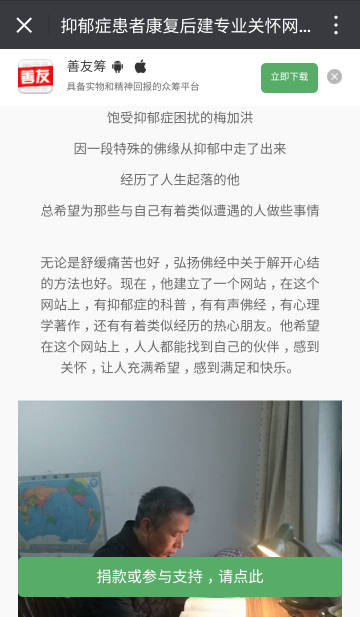 抑郁症患者康复后建专业关怀网...
善友筹
善友
具备实物和精神回报的众筹平台
立即下载
饱受抑郁症困扰的梅加洪
因一段特殊的佛缘从抑郁中走了出来
经历了人生起落的他
总希望为那些与自己有着类似遭遇的人做些事情
无论是舒缓痛苦也好，弘扬佛经中关于解开心结
的方法也好。现在，他建立了一个网站，在这个
网站上，有抑郁症的科普，有有声佛经，有心理
学著作，还有有着类似经历的热心朋友。他希望
在这个网站上，人人都能找到自己的伙伴，感到
关怀，让人充满希望，感到满足和快乐。
捐款或参与支持，请点此